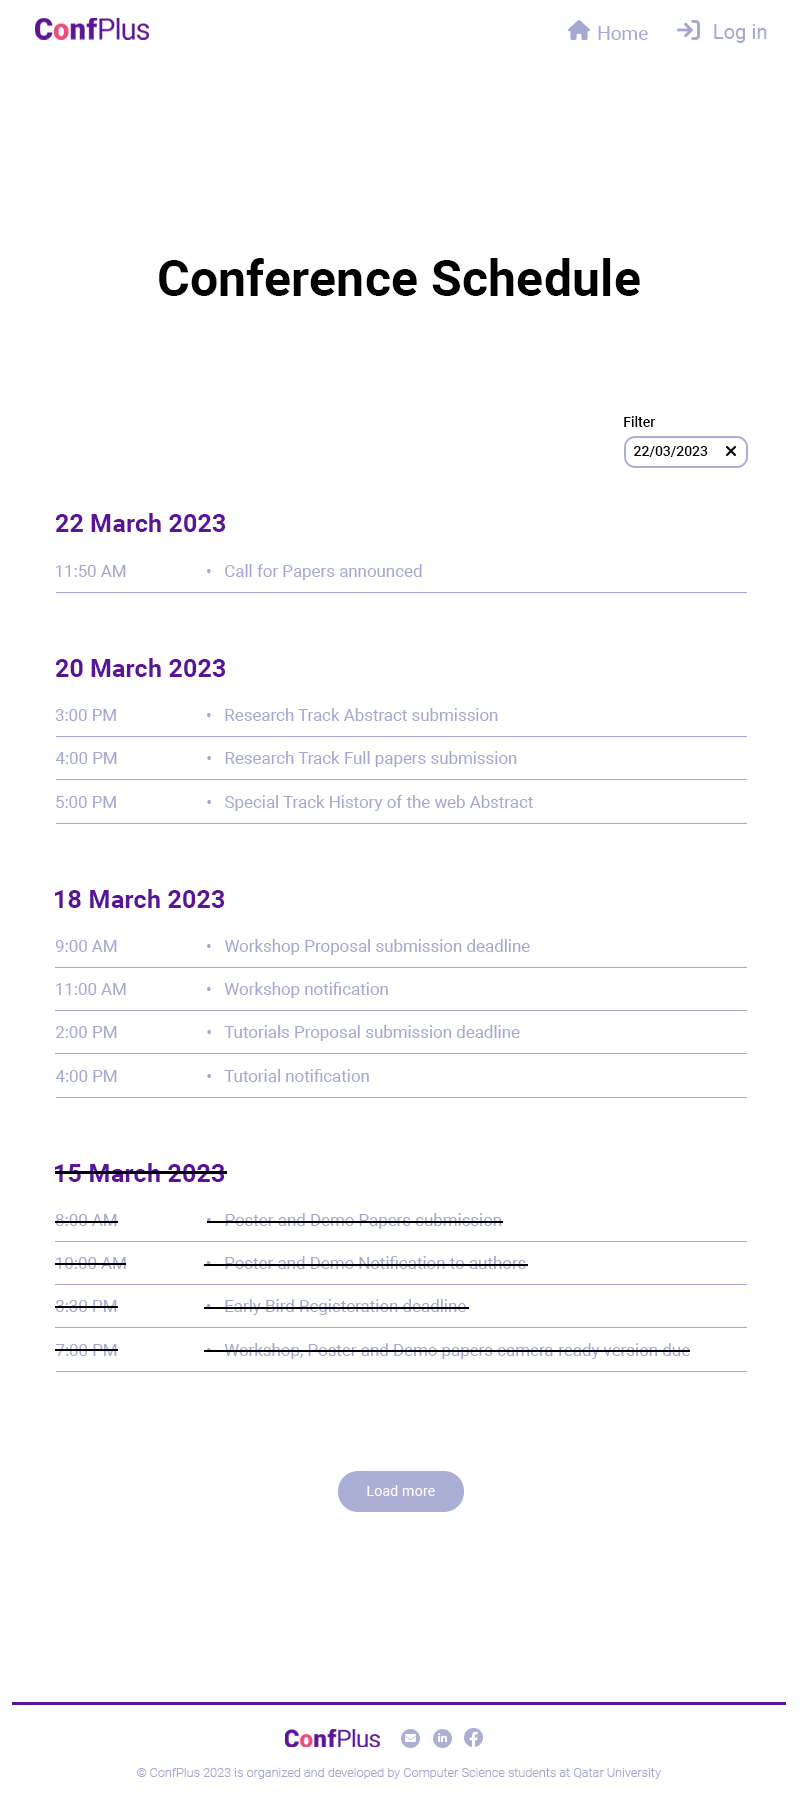 ConfPlus Home Log in
Conference Schedule
Filter
22/03/2023
22 March 2023
11:50 AM • Call for Papers announced
20 March 2023
3:00 PM • Research Track Abstract submission
4:00 PM • Research Track Full papers submission
5:00 PM • Special Track History of the web Abstract
18 March 2023
9:00 AM • Workshop Proposal submission deadline
11:00 AM • Workshop notification
2:00 PM • Tutorials Proposal submission deadline
4:00 PM • Tutorial notification
15 March 2023
8:00 AM • Poster and Demo Papers submission
10:00 AM • Poster and Demo Notification to authors
3:30 PM • Early Bird Registeration deadline
7:00 PM • Workshop, Poster and Demo papers camera ready version due
Load more
ConfPlus
© ConfPlus 2023 is organized and developed by Computer Science students at Qatar University